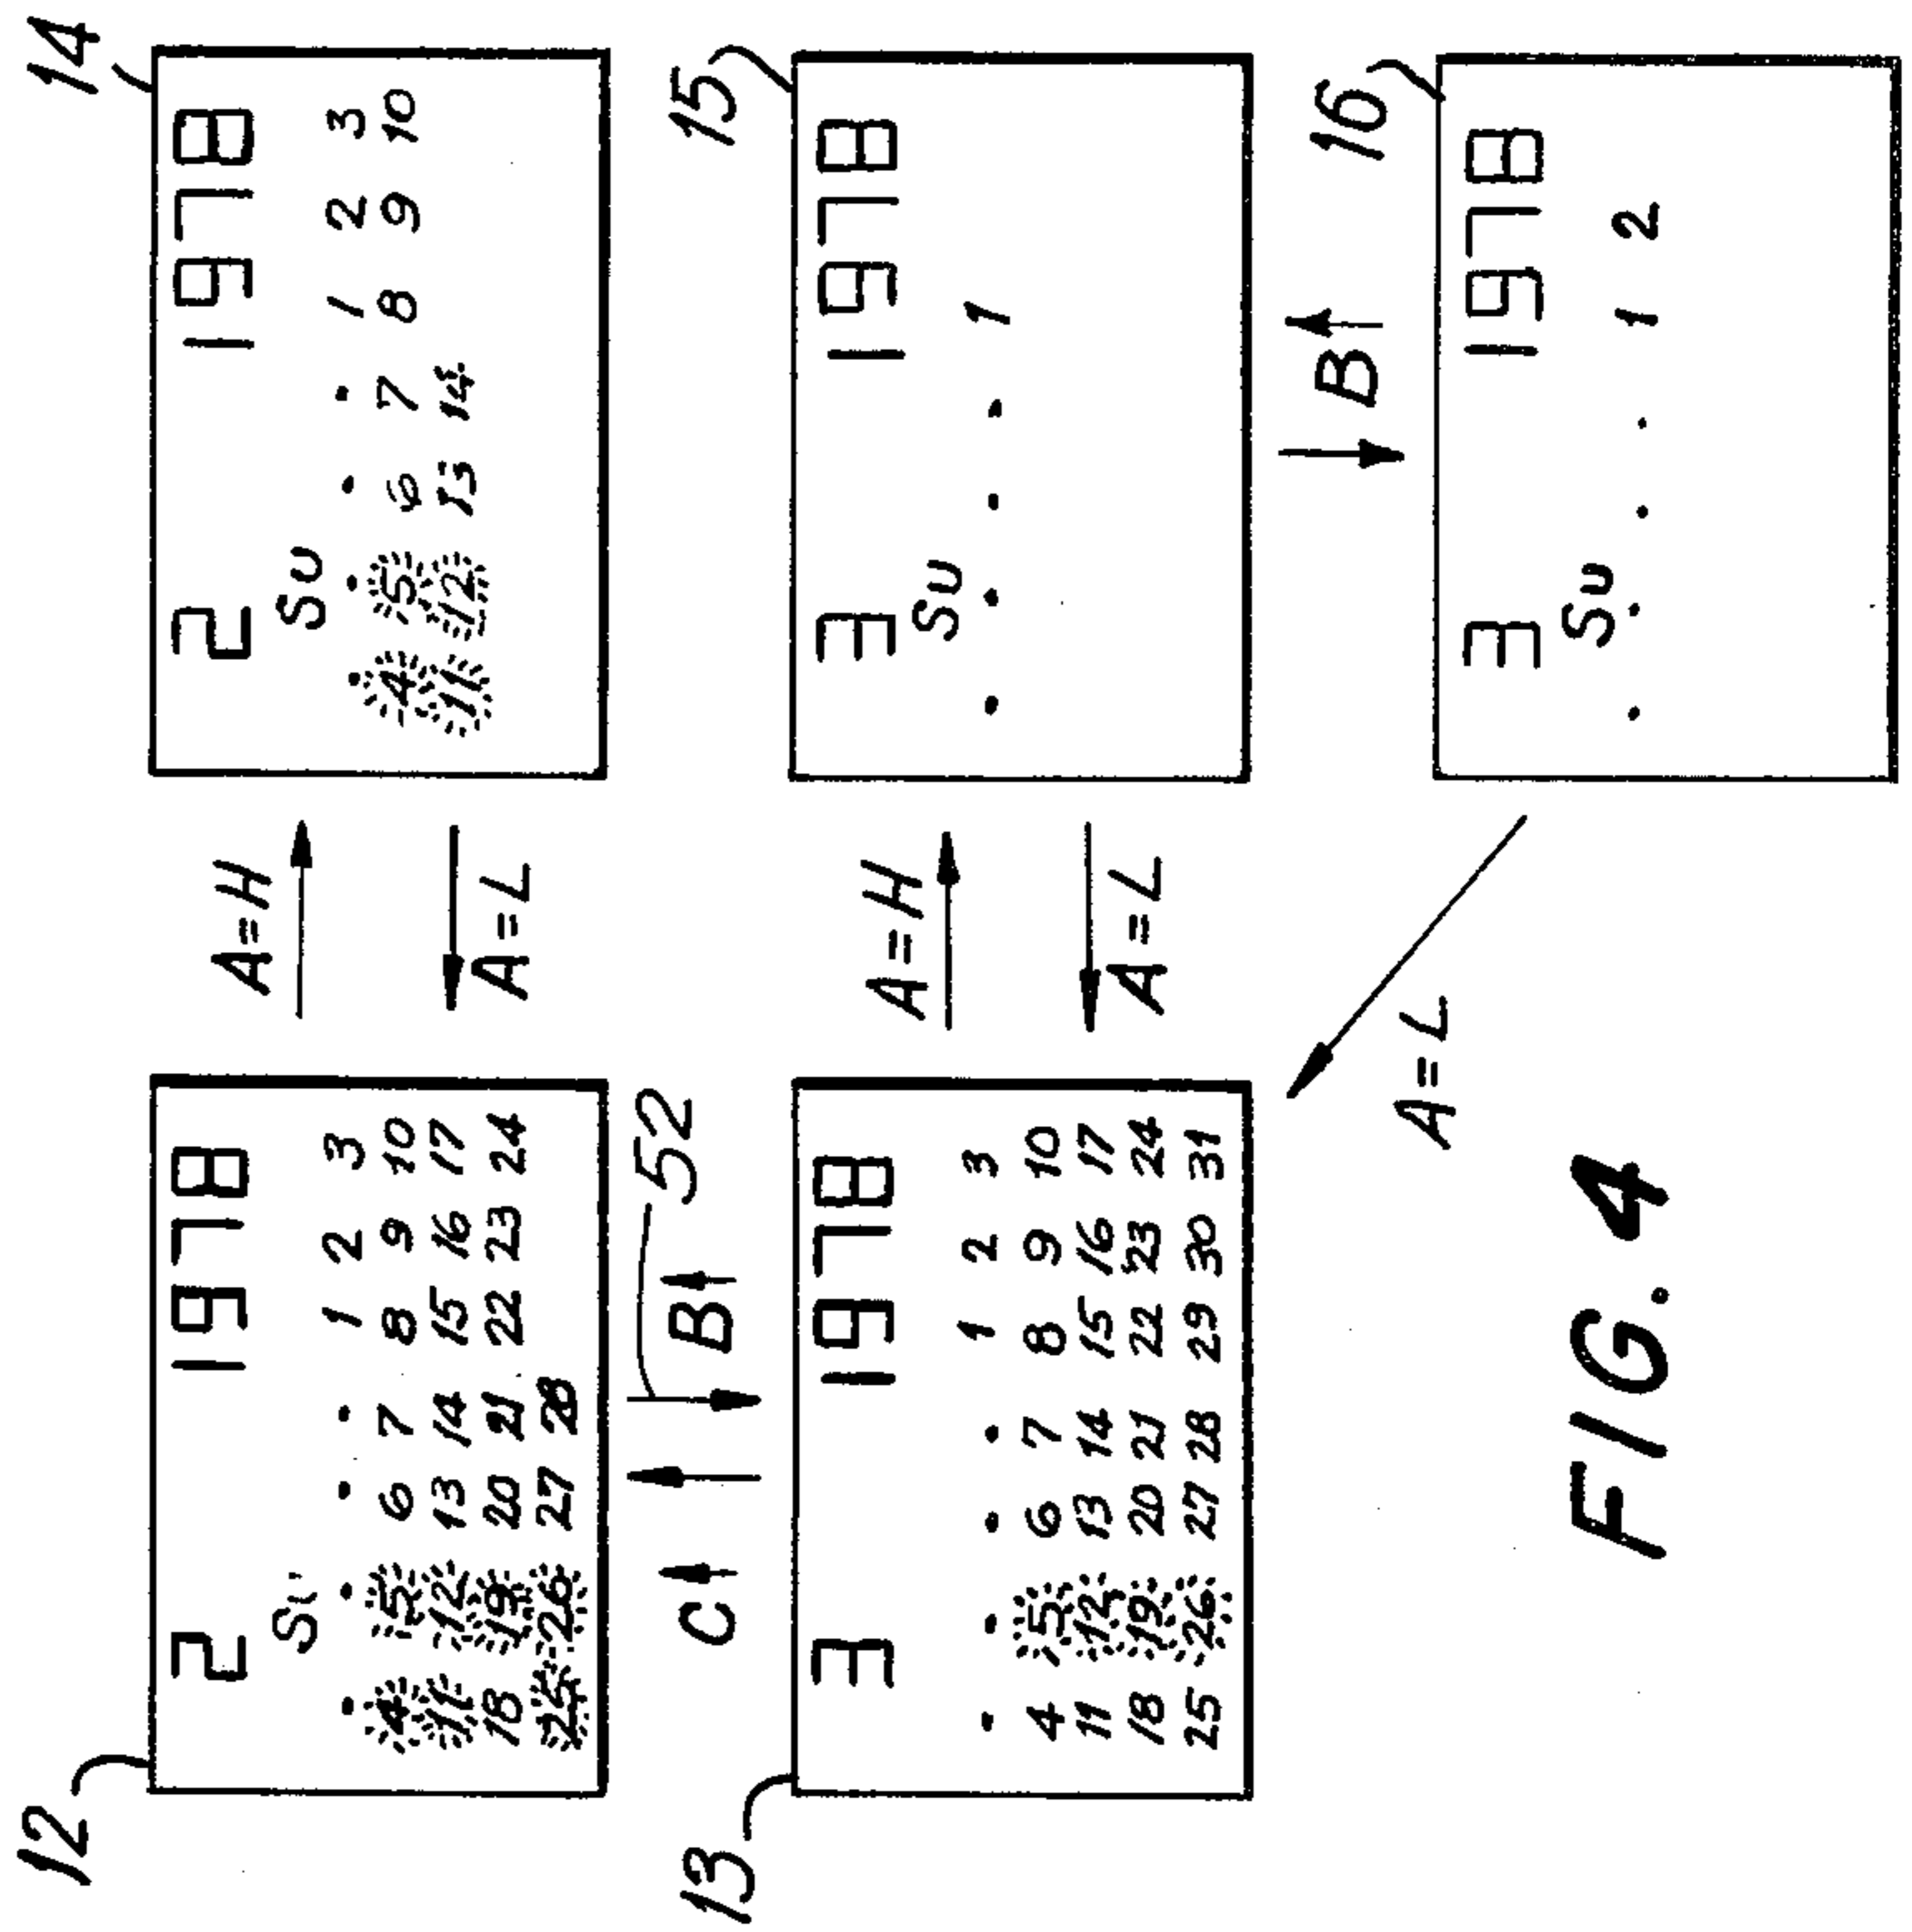 12
2 1978
Su
. . . . 1 2 3
4 5 6 7 8 9 10
11 12 13 14 15 16 17
18 19 20 21 22 23 24
25 26 27 28
A=H
A=L
14
2 1978
Su
. . . . 1 2 3
4 5 6 7 8 9 10
11 12 13 14
C B
52
13
3 1978
. . . . 1 2 3
4 5 6 7 8 9 10
11 12 13 14 15 16 17
18 19 20 21 22 23 24
25 26 27 28 29 30 31
A=H
A=L
15
3 1978
Su
. . . . 1
B
A=L
16
3 1978
Su
. . . . 1 2
FIG. 4